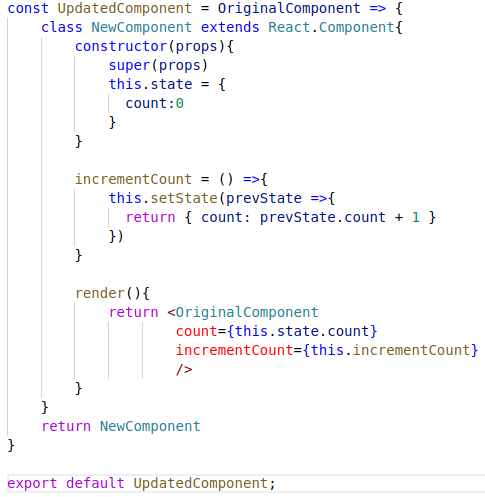 const UpdatedComponent = OriginalComponent => {
    class NewComponent extends React.Component{
        constructor(props){
            super(props)
            this.state = {
              count:0
            }
        }

        incrementCount = () =>{
            this.setState(prevState =>{
              return { count: prevState.count + 1 }
            })
        }

        render(){
            return <OriginalComponent
                    count={this.state.count}
                    incrementCount={this.incrementCount}
                    />
        }
    }
    return NewComponent
}

export default UpdatedComponent;